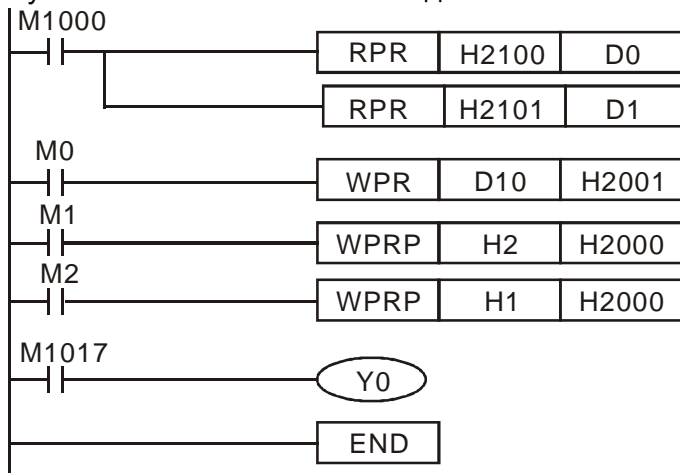 M1000
RPR H2100 D0
RPR H2101 D1
M0
WPR D10 H2001
M1
WPRP H2 H2000
M2
WPRP H1 H2000
M1017
Y0
END